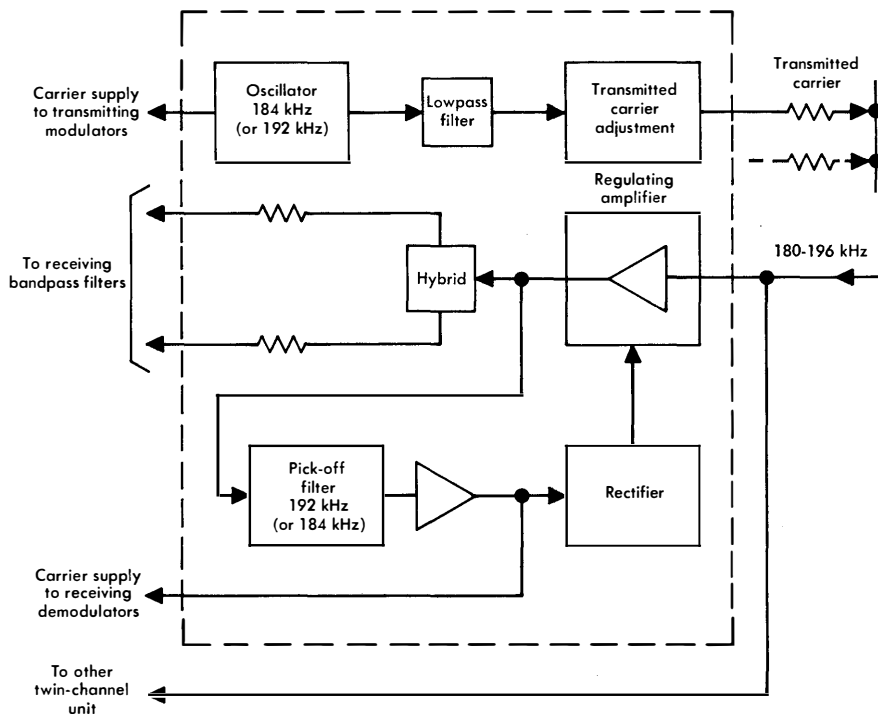 Carrier supply
to transmitting
modulators
Oscillator
184 kHz
(or 192 kHz)
Lowpass
filter
Transmitted
carrier
adjustment
Transmitted
carrier
Regulating
amplifier
To receiving
bandpass filters
Hybrid
180-196 kHz
Pick-off
filter
192 kHz
(or 184 kHz)
Rectifier
Carrier supply
to receiving
demodulators
To other
twin-channel
unit